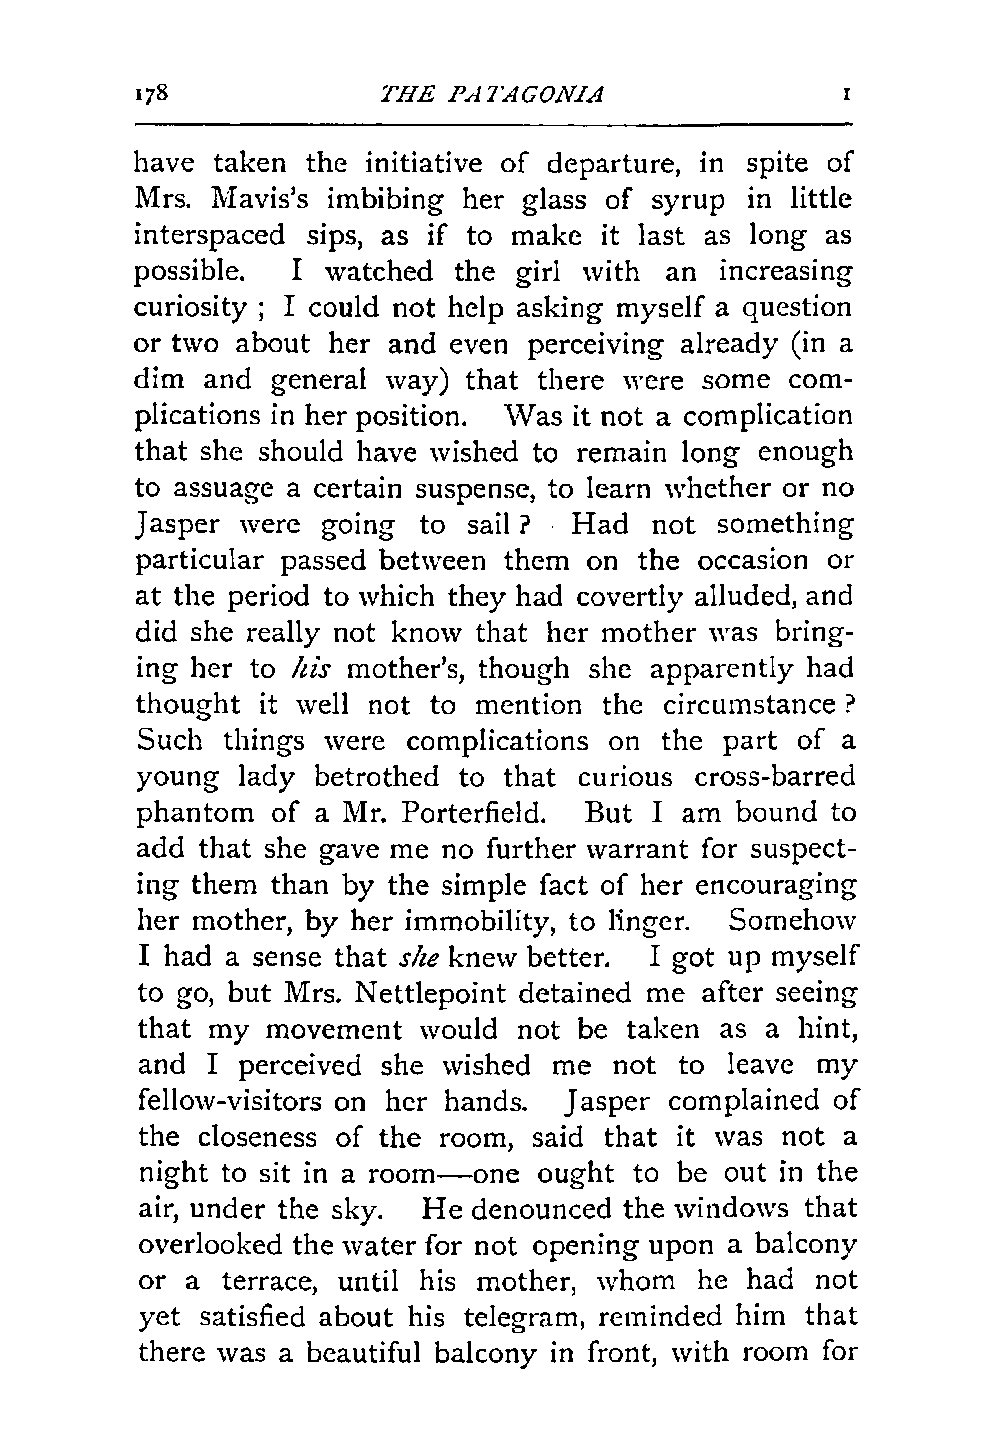 178 THE PATAGONIA I
have taken the initiative of departure, in spite of
Mrs. Mavis's imbibing her glass of syrup in little
interspaced sips, as if to make it last as long as
possible. I watched the girl with an increasing
curiosity ; I could not help asking myself a question
or two about her and even perceiving already (in a
dim and general way) that there were some com-
plications in her position. Was it not a complication
that she should have wished to remain long enough
to assuage a certain suspense, to learn whether or no
Jasper were going to sail ? Had not something
particular passed between them on the occasion or
at the period to which they had covertly alluded, and
did she really not know that her mother was bring-
ing her to his mother's, though she apparently had
thought it well not to mention the circumstance ?
Such things were complications on the part of a
young lady betrothed to that curious cross-barred
phantom of a Mr. Porterfield. But I am bound to
add that she gave me no further warrant for suspect-
ing them than by the simple fact of her encouraging
her mother, by her immobility, to linger. Somehow
I had a sense that she knew better. I got up myself
to go, but Mrs. Nettlepoint detained me after seeing
that my movement would not be taken as a hint,
and I perceived she wished me not to leave my
fellow-visitors on her hands. Jasper complained of
the closeness of the room, said that it was not a
night to sit in a room—one ought to be out in the
air, under the sky. He denounced the windows that
overlooked the water for not opening upon a balcony
or a terrace, until his mother, whom he had not
yet satisfied about his telegram, reminded him that
there was a beautiful balcony in front, with room for